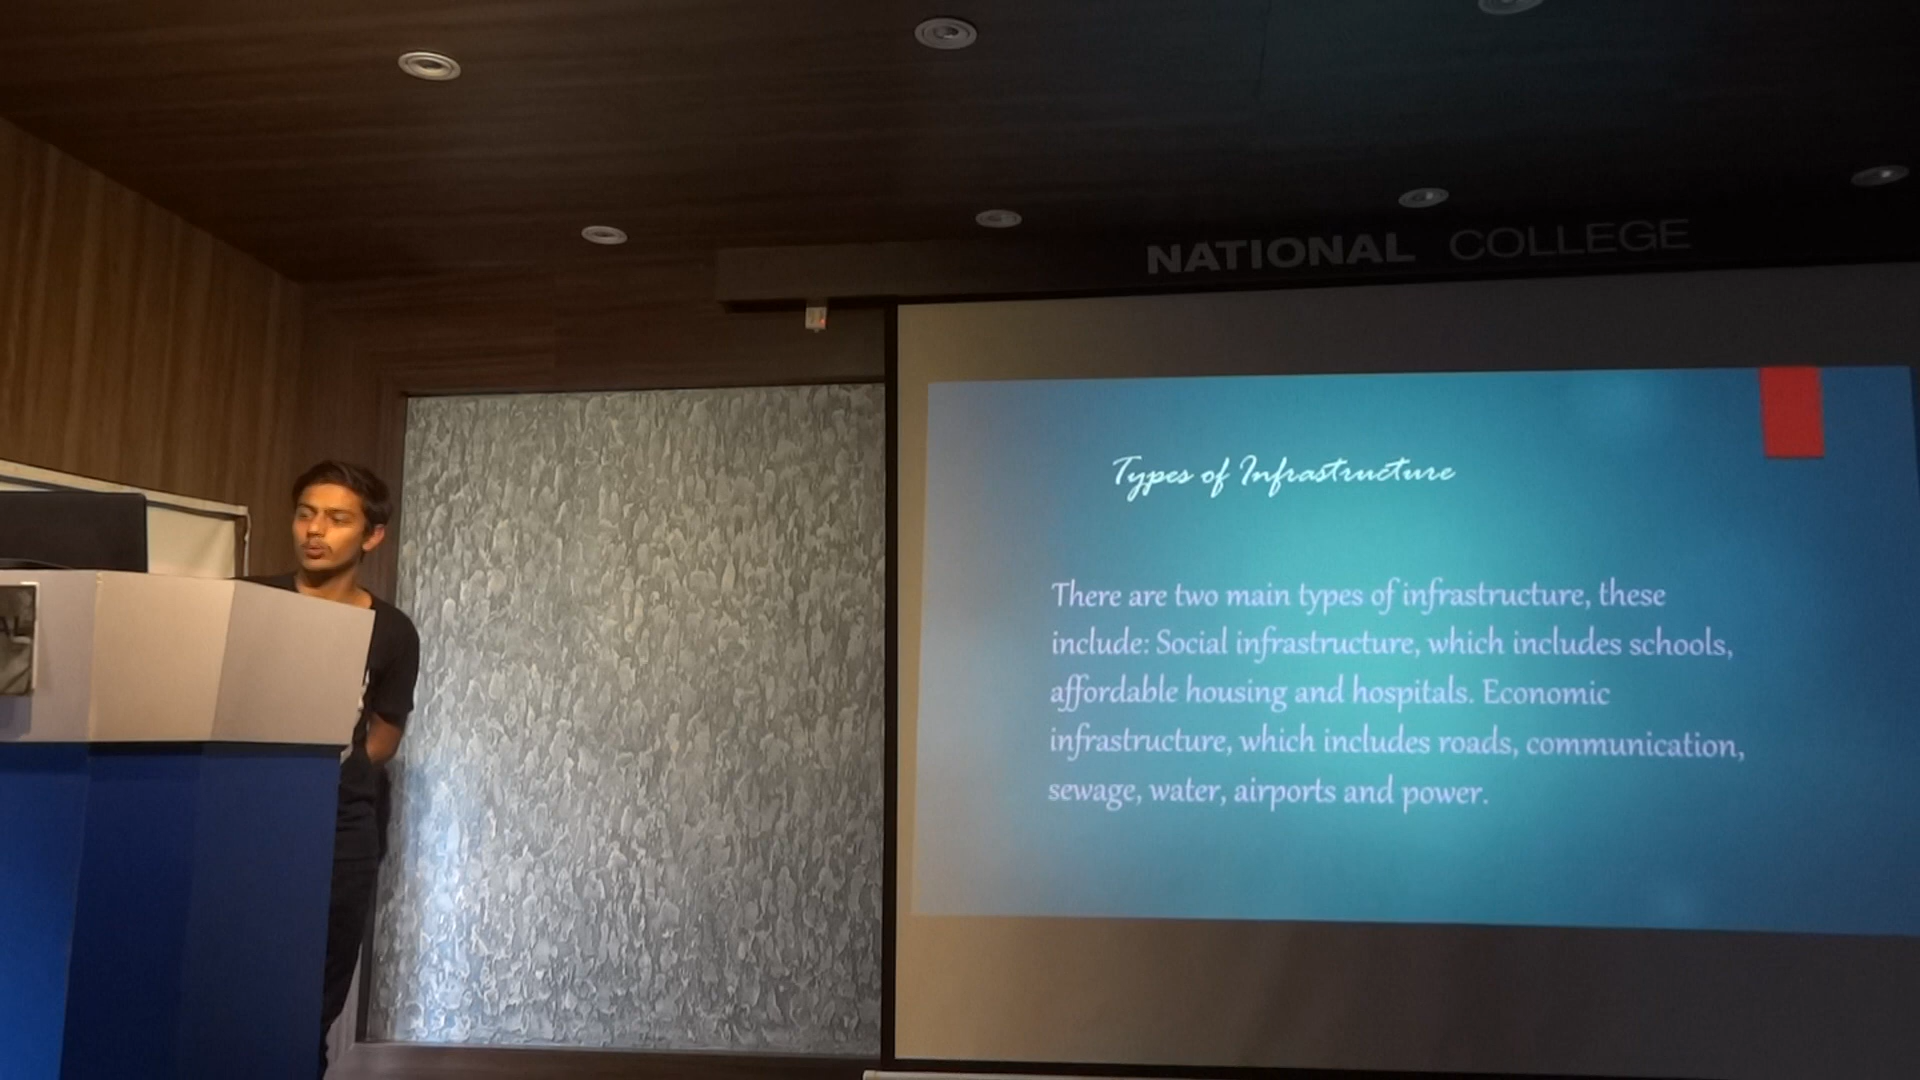 NATIONAL COLLEGE
Types of Infrastructure
There are two main types of infrastructure, these
include: Social infrastructure, which includes schools,
affordable housing and hospitals. Economic
infrastructure, which includes roads, communication,
sewage, water, airports and power.